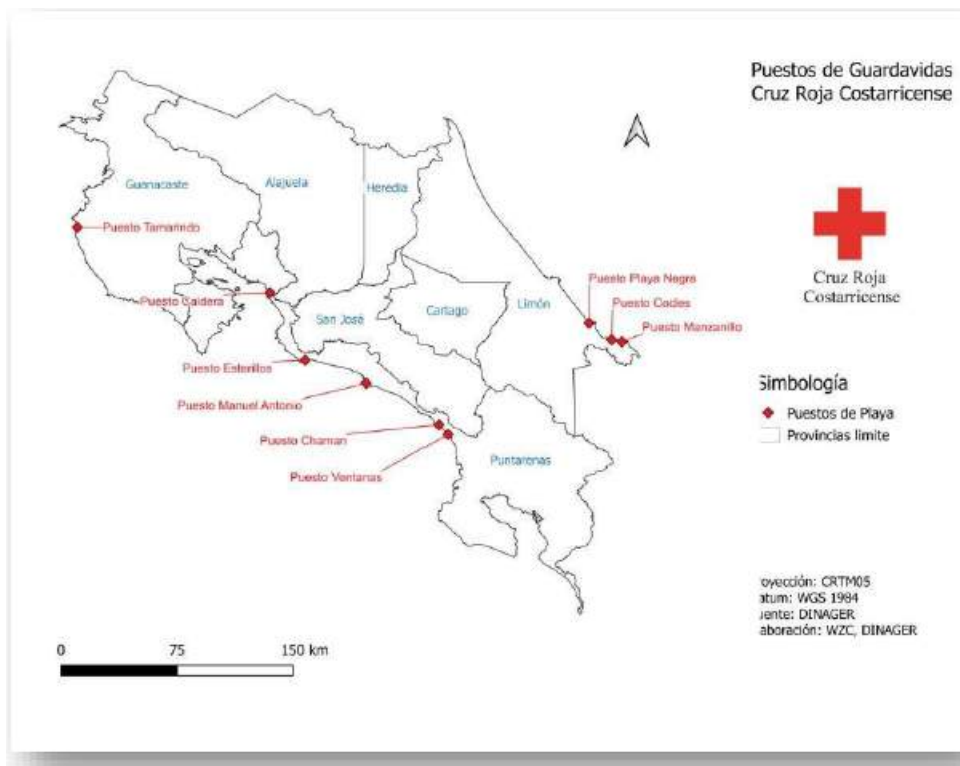 Puestos de Guardavidas
Cruz Roja Costarricense
Guanacaste
Alajuela
Heredia
Puesto Tamarindo
Puesto Caldera
San José
Cartago
Limón
Puesto Playa Negra
Puesto Cocles
Puesto Manzanillo
Puesto Esterillos
Puesto Manuel Antonio
Puesto Chaman
Puesto Ventanas
Puntarenas
Cruz Roja
Costarricense
Simbología
Puestos de Playa
Provincias limite
oyección: CRTM05
atum: WGS 1984
uente: DINAGER
aboración: WZC, DINAGER
0 75 150 km